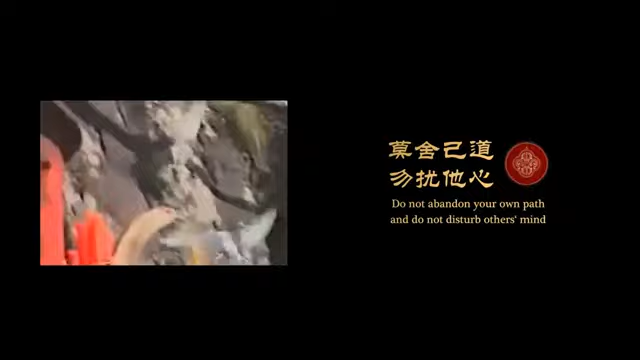 莫舍己道
勿扰他心
Do not abandon your own path
and do not disturb others' mind